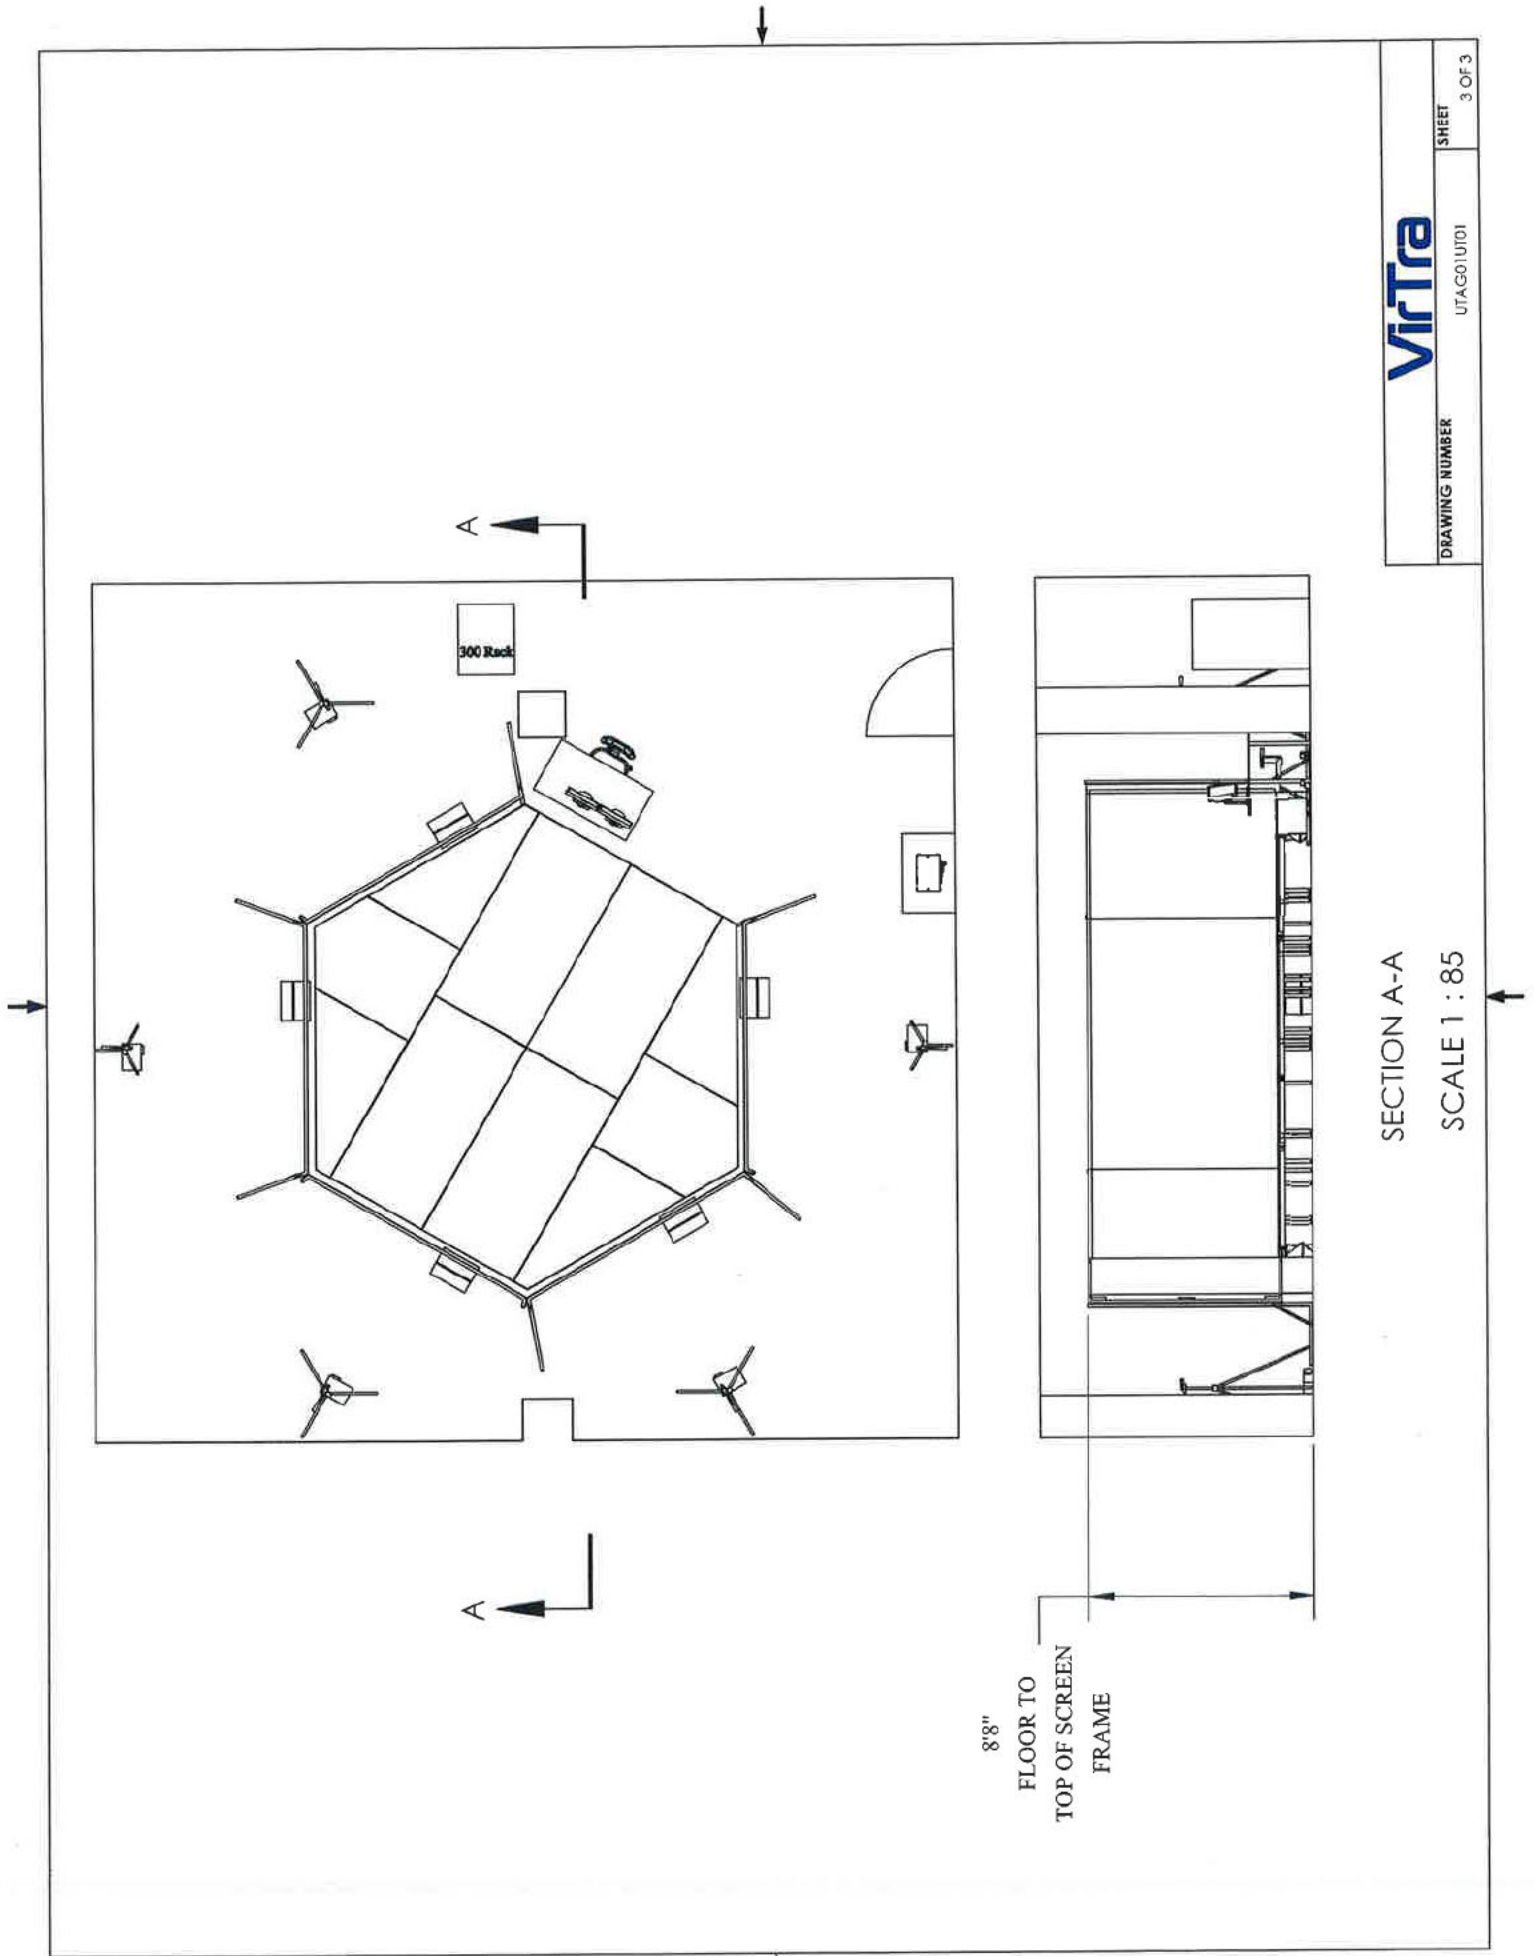 A
A
300 Rack
8'8"
FLOOR TO
TOP OF SCREEN
FRAME
SECTION A-A
SCALE 1 : 85
VirTra
DRAWING NUMBER
UTAG01UT01
SHEET
3 OF 3